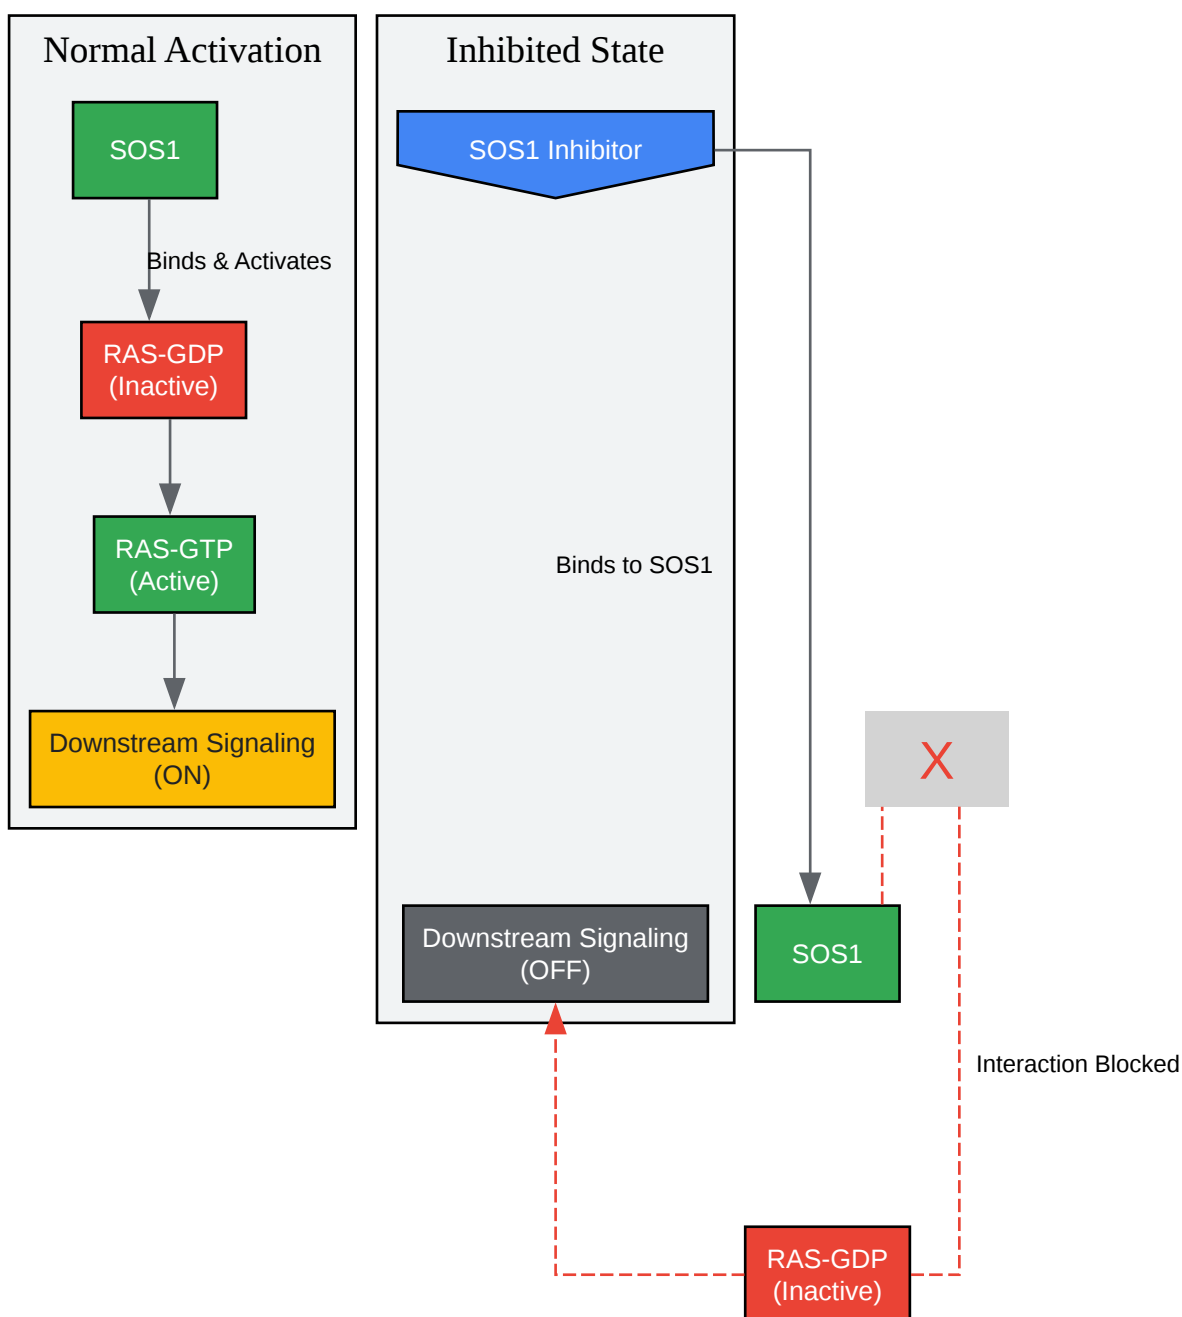 Normal Activation
SOS1
Binds & Activates
RAS-GDP
(Inactive)
RAS-GTP
(Active)
Downstream Signaling
(ON)
Inhibited State
SOS1 Inhibitor
Binds to SOS1
X
Downstream Signaling
(OFF)
SOS1
Interaction Blocked
RAS-GDP
(Inactive)